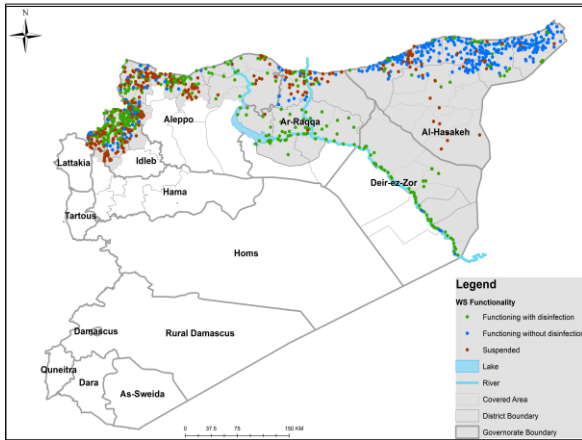 N
Aleppo
Ar-Raqqa
Al-Hasakeh
Lattakia
Idleb
Deir-ez-Zor
Hama
Tartous
Homs
Damascus
Rural Damascus
Quneitra
Dara
As-Sweida
Legend
WS Functionality
Functioning with disinfection
Functioning without disinfection
Suspended
Lake
River
Covered Area
District Boundary
Governorate Boundary
0 37.5 75 150 KM